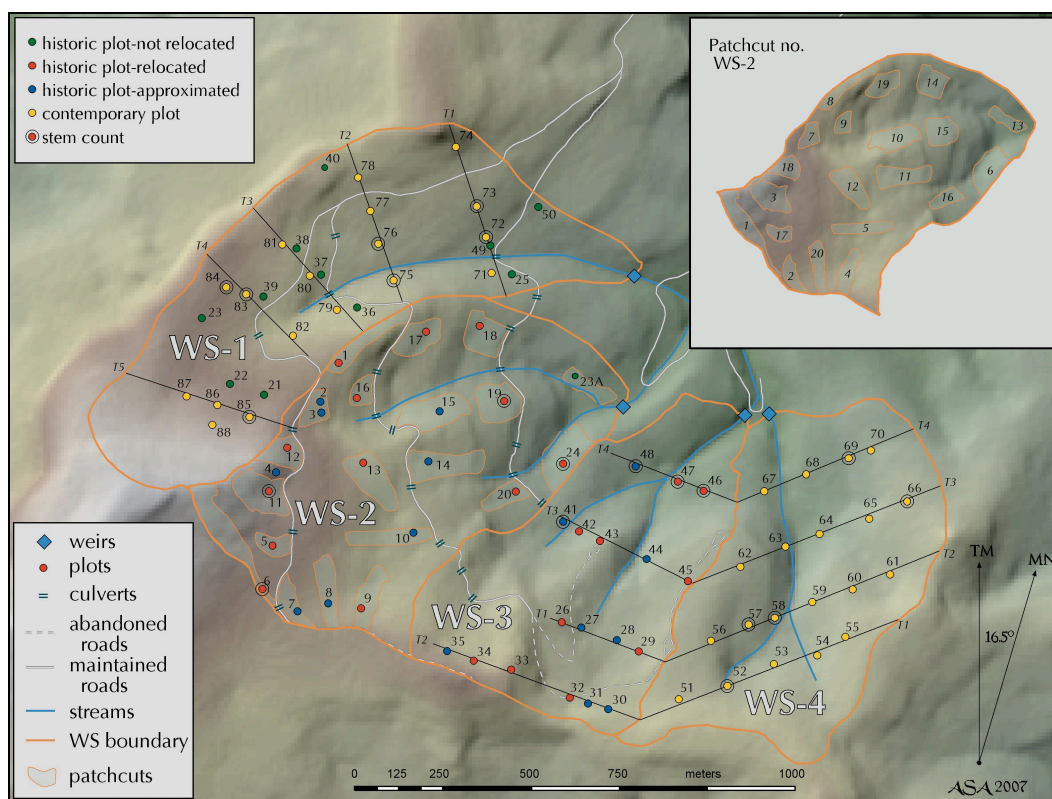 historic plot-not relocated
historic plot-relocated
historic plot-approximated
contemporary plot
stem count
Patchcut no.
WS-2
19
14
8
9
7
10
15
13
18
3
12
11
6
1
17
16
5
2
20
4
T1
74
T2
40
78
T3
77
73
50
81
38
76
72
49
T4
37
80
75
71
25
84
83
39
79
36
23
82
WS-1
17
18
T5
1
87
86
22
21
16
23A
85
2
3
15
19
88
12
4
13
14
24
11
20
WS-2
10
5
6
7
8
9
T4
48
47
46
67
68
69
70
T4
T3
41
42
43
44
45
62
63
64
65
66
T3
T2
61
60
59
58
57
56
WS-3
T1
26
27
28
29
T1
55
54
53
52
51
WS-4
T2
35
34
33
32
31
30
weirs
plots
culverts
abandoned
roads
maintained
roads
streams
WS boundary
patchcuts
TM
MN
16.5°
0 125 250 500 750 meters 1000
ASA 2007